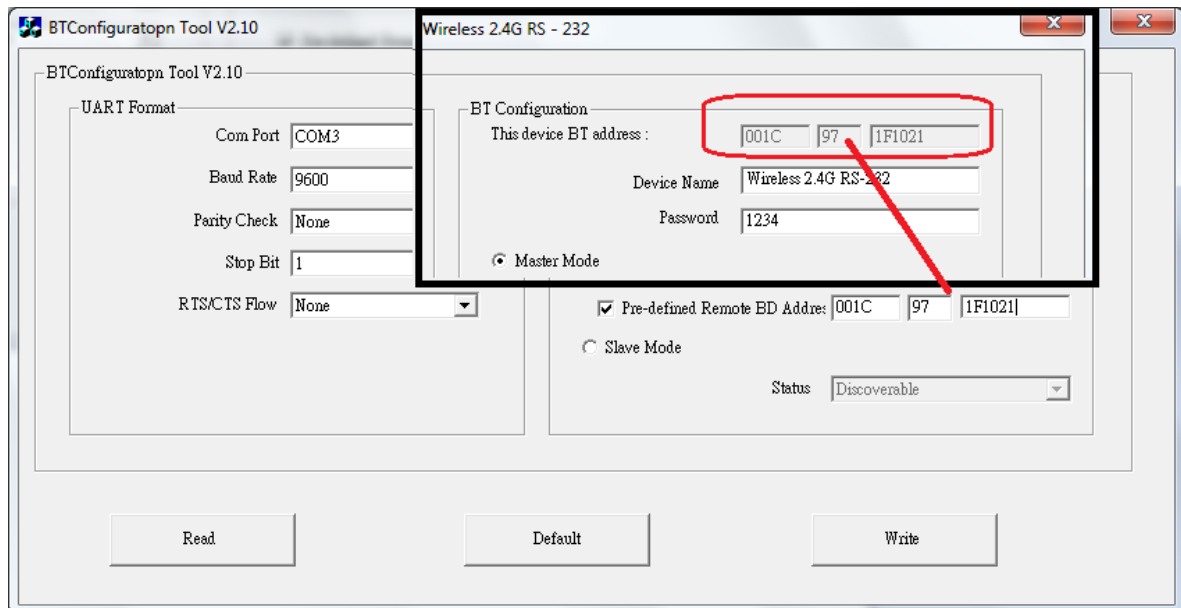 BTConfiguratopn Tool V2.10
Wireless 2.4G RS - 232
BTConfiguratopn Tool V2.10
UART Format
Com Port COM3
Baud Rate 9600
Parity Check None
Stop Bit 1
RTS/CTS Flow None
BT Configuration
This device BT address : 001C 97 1F1021
Device Name Wireless 2.4G RS-232
Password 1234
Master Mode
Pre-defined Remote BD Addres 001C 97 1F1021
Slave Mode
Status Discoverable
Read Default Write